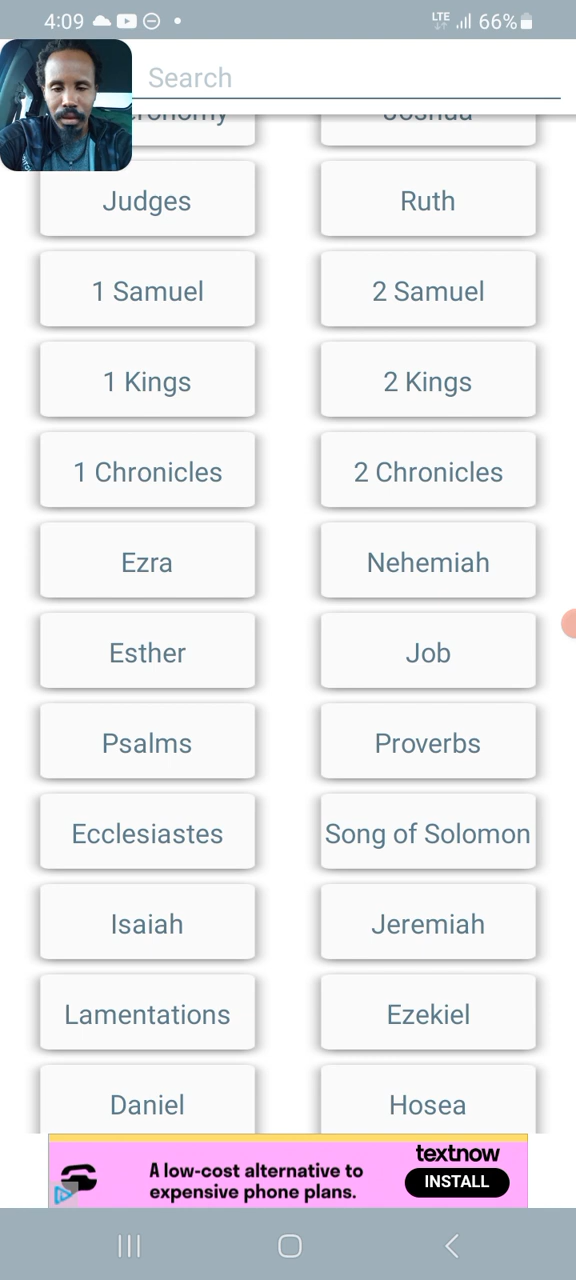 4:09
LTE 66%
Search
Judges
Ruth
1 Samuel
2 Samuel
1 Kings
2 Kings
1 Chronicles
2 Chronicles
Ezra
Nehemiah
Esther
Job
Psalms
Proverbs
Ecclesiastes
Song of Solomon
Isaiah
Jeremiah
Lamentations
Ezekiel
Daniel
Hosea
A low-cost alternative to
expensive phone plans.
textnow
INSTALL